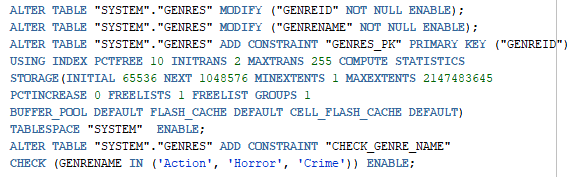 ALTER TABLE "SYSTEM"."GENRES" MODIFY ("GENREID" NOT NULL ENABLE);
ALTER TABLE "SYSTEM"."GENRES" MODIFY ("GENRENAME" NOT NULL ENABLE);
ALTER TABLE "SYSTEM"."GENRES" ADD CONSTRAINT "GENRES_PK" PRIMARY KEY ("GENREID")
USING INDEX PCTFREE 10 INITRANS 2 MAXTRANS 255 COMPUTE STATISTICS
STORAGE(INITIAL 65536 NEXT 1048576 MINEXTENTS 1 MAXEXTENTS 2147483645
PCTINCREASE 0 FREELISTS 1 FREELIST GROUPS 1
BUFFER_POOL DEFAULT FLASH_CACHE DEFAULT CELL_FLASH_CACHE DEFAULT)
TABLESPACE "SYSTEM" ENABLE;
ALTER TABLE "SYSTEM"."GENRES" ADD CONSTRAINT "CHECK_GENRE_NAME"
CHECK (GENRENAME IN ('Action', 'Horror', 'Crime')) ENABLE;